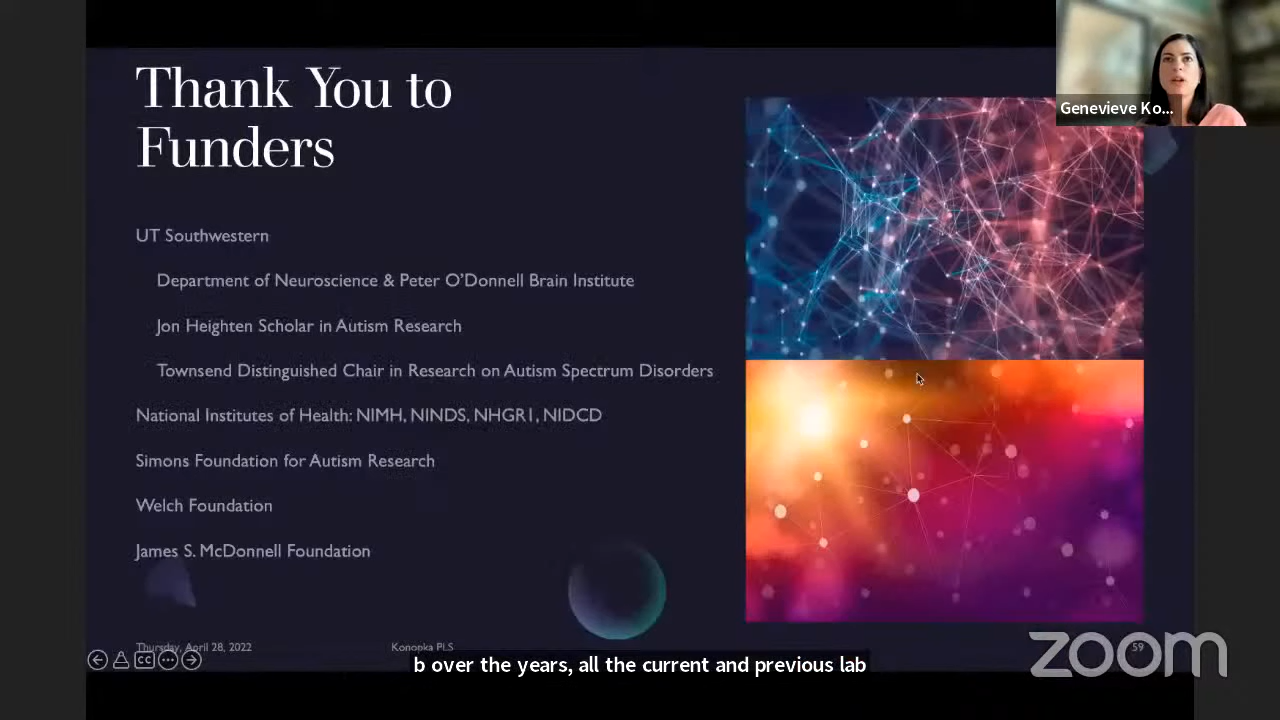 Thank You to
Funders
Genevieve Ko...
UT Southwestern
Department of Neuroscience & Peter O'Donnell Brain Institute
Jon Heighten Scholar in Autism Research
Townsend Distinguished Chair in Research on Autism Spectrum Disorders
National Institutes of Health: NIMH, NINDS, NHGR1, NIDCD
Simons Foundation for Autism Research
Welch Foundation
James S. McDonnell Foundation
Thursday, April 28, 2022
Konopka PLS
59
CC
b over the years, all the current and previous lab
zoom